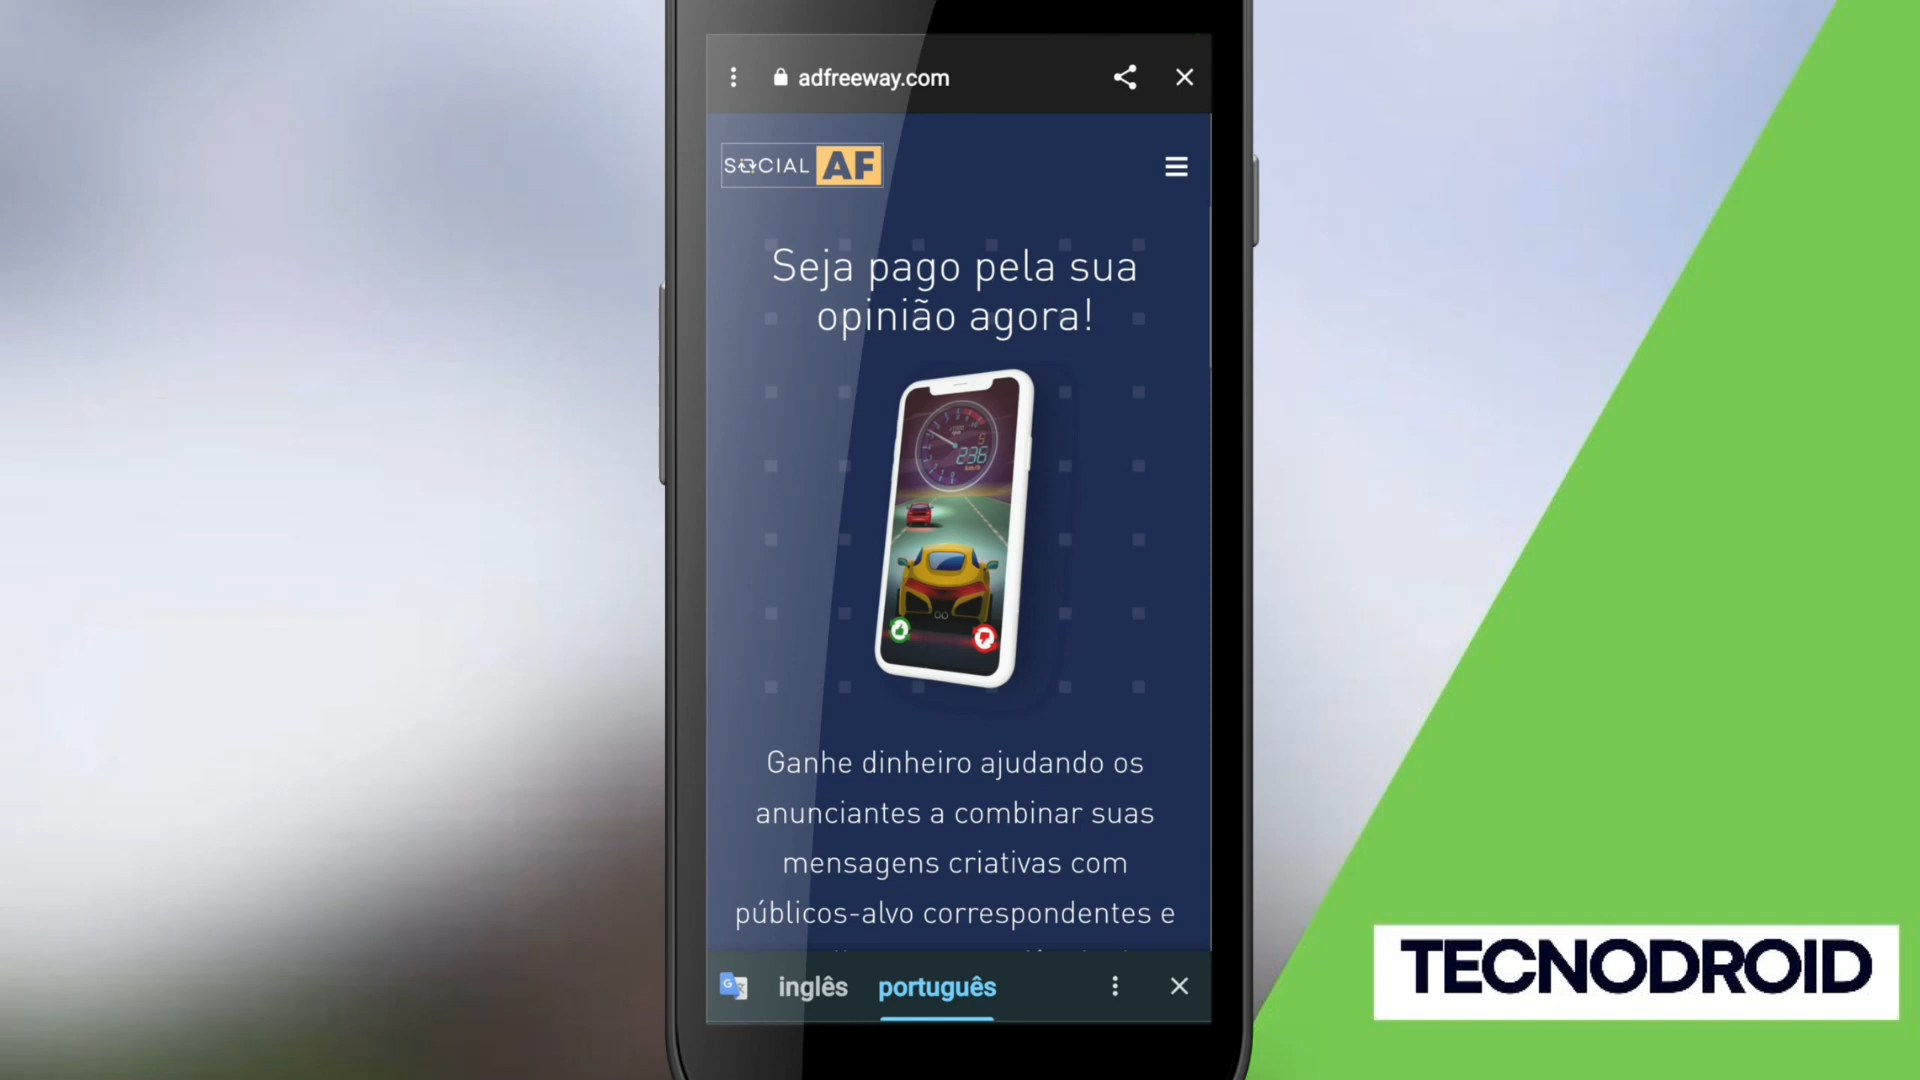 adfreeway.com
SOCIAL AF
Seja pago pela sua
opinião agora!
236
Ganhe dinheiro ajudando os
anunciantes a combinar suas
mensagens criativas com
públicos-alvo correspondentes e
inglês português
TECNODROID